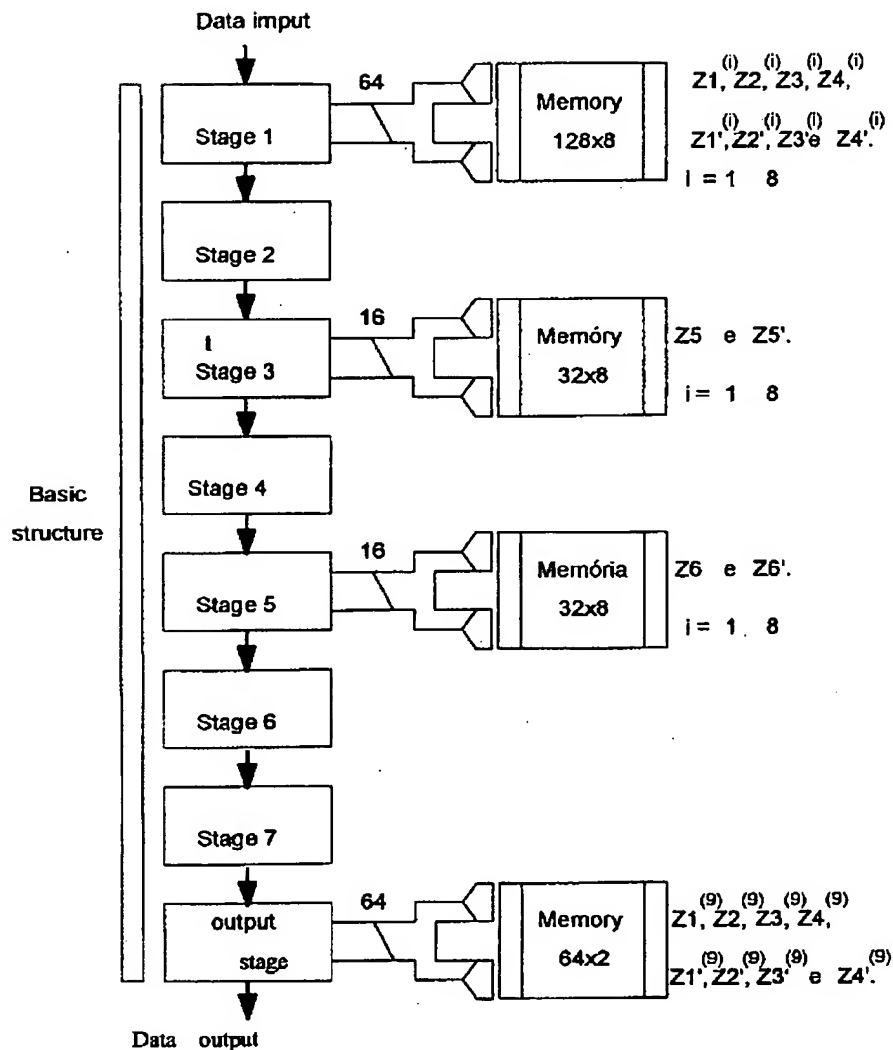 Data imput
64
Stage 1
Memory
128x8
Z1,(i) Z2,(i) Z3,(i) Z4,(i)
Z1',(i) Z2',(i) Z3'(i) e Z4'.(i)
i = 1 8
Stage 2
16
t
Stage 3
Memóry
32x8
Z5 e Z5'.
i = 1 8
Stage 4
Basic
structure
16
Stage 5
Memória
32x8
Z6 e Z6'.
i = 1 8
Stage 6
Stage 7
64
output
stage
Memory
64x2
Z1,(9) Z2,(9) Z3,(9) Z4,(9)
Z1',(9) Z2',(9) Z3'(9) e Z4'.(9)
Data output